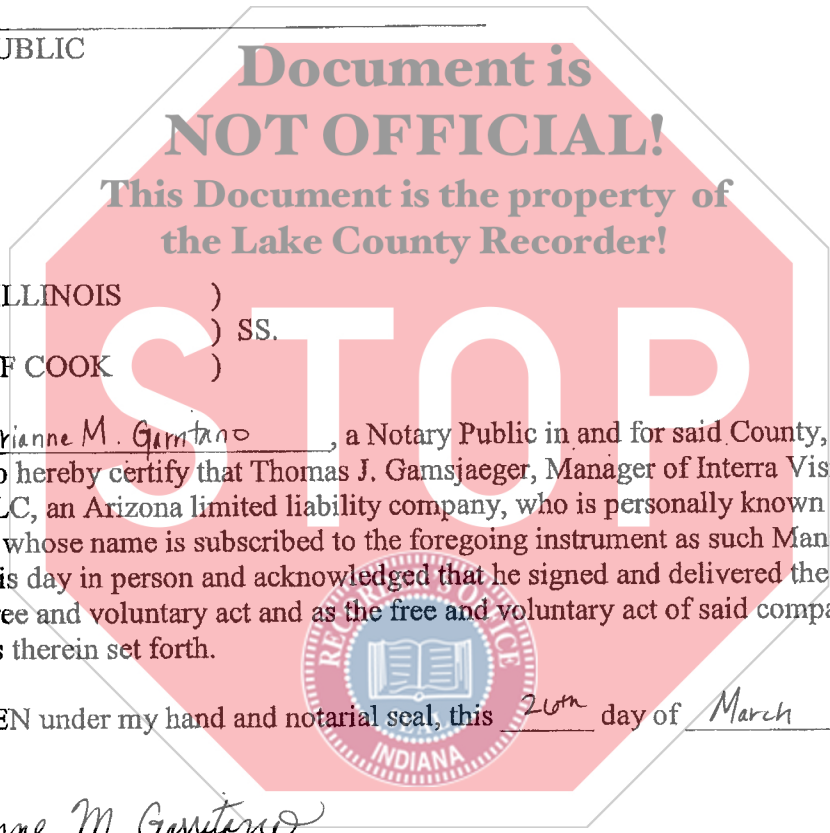 UBLIC
Document is
NOT OFFICIAL!
This Document is the property of
the Lake County Recorder!
LLINOIS )
) SS.
F COOK )
STOP
rianne M. Garritano, a Notary Public in and for said County,
o hereby certify that Thomas J. Gamsjaeger, Manager of Interra Vis
LC, an Arizona limited liability company, who is personally known
whose name is subscribed to the foregoing instrument as such Man
is day in person and acknowledged that he signed and delivered the
ree and voluntary act and as the free and voluntary act of said compa
s therein set forth.
RECORDER'S OFFICE
SEAL
INDIANA
EN under my hand and notarial seal, this 26th day of March
nne M Garritano